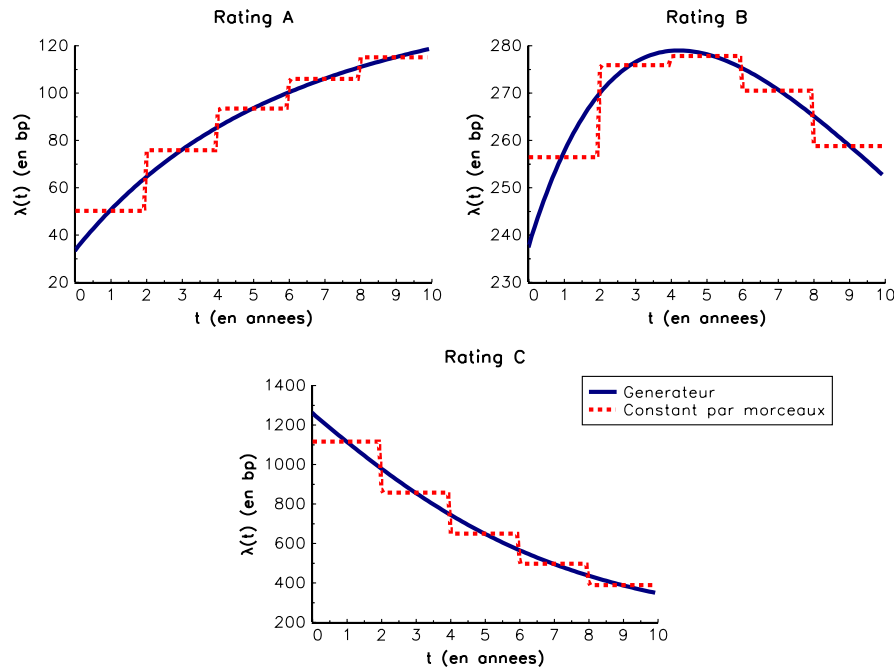 Rating A
λ(t) (en bp)
120
100
80
60
40
20
0 1 2 3 4 5 6 7 8 9 10
t (en annees)
Rating B
λ(t) (en bp)
280
270
260
250
240
230
0 1 2 3 4 5 6 7 8 9 10
t (en annees)
Rating C
λ(t) (en bp)
1400
1200
1000
800
600
400
200
0 1 2 3 4 5 6 7 8 9 10
t (en annees)
Generateur
Constant par morceaux